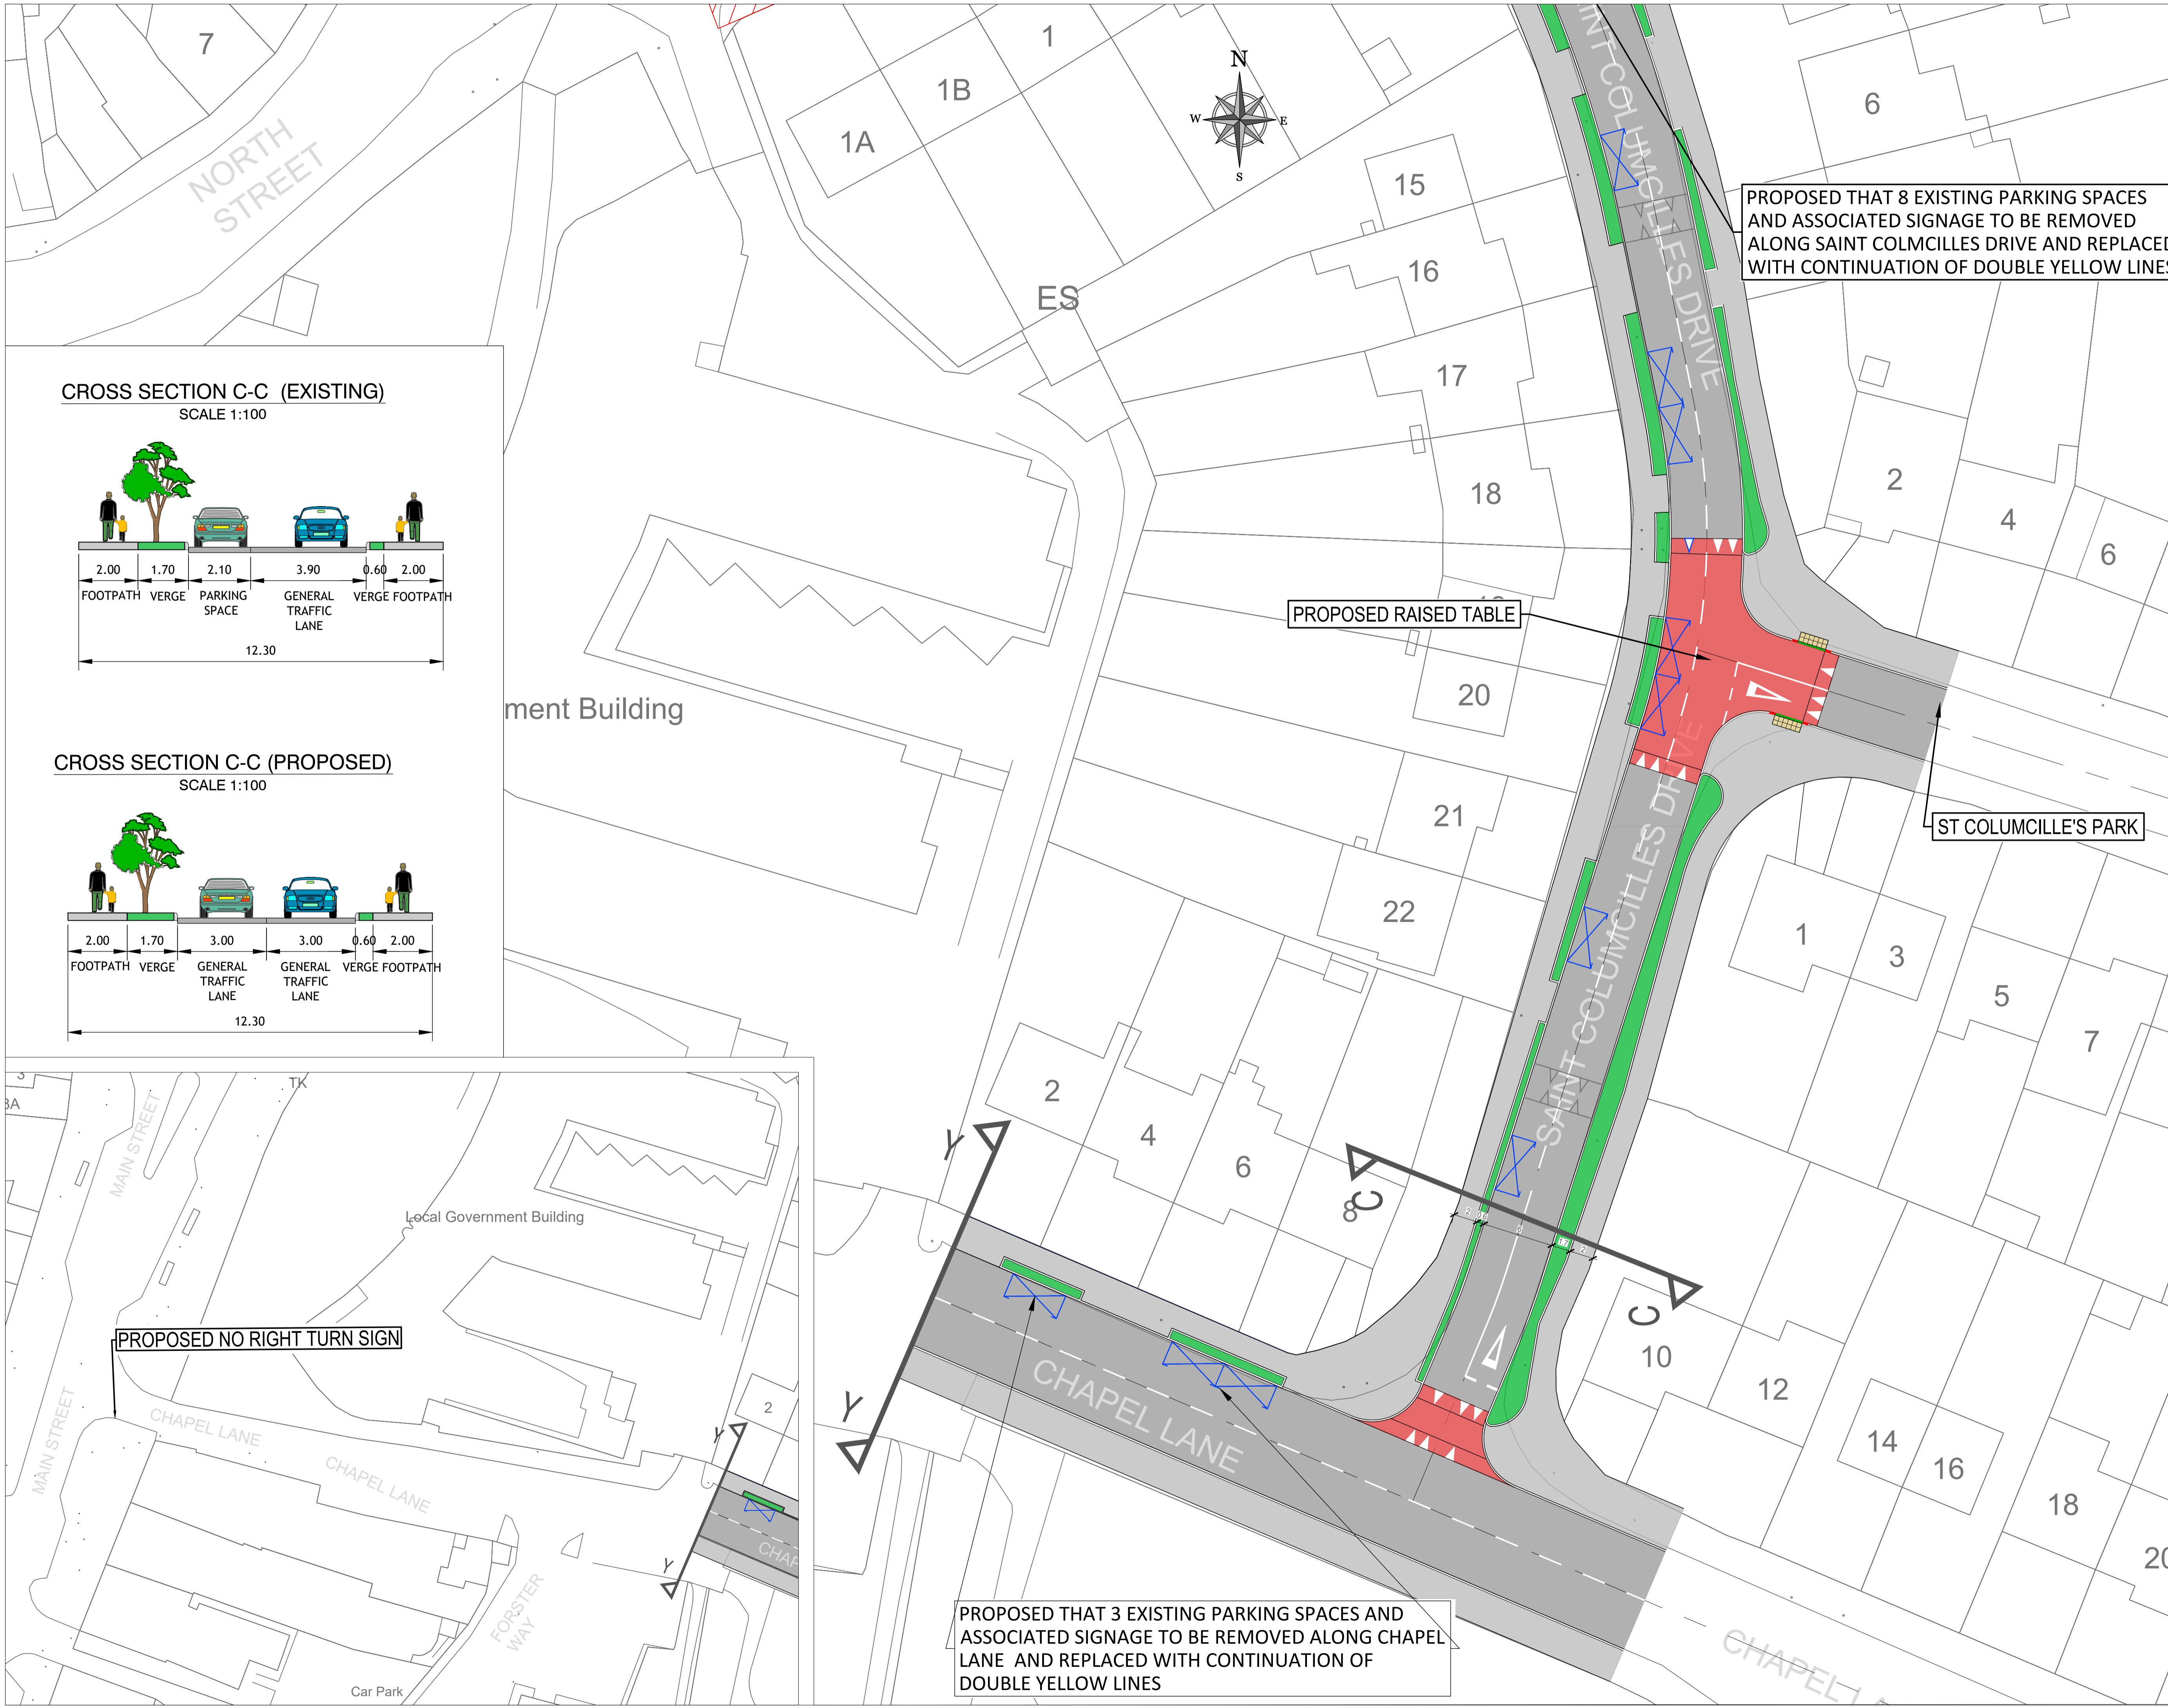 7
NORTH
STREET
1
1B
1A
N
W
E
S
ES
15
16
17
18
20
21
22
6
2
4
6
SAINT COLUMCILLES DRIVE
PROPOSED THAT 8 EXISTING PARKING SPACES
AND ASSOCIATED SIGNAGE TO BE REMOVED
ALONG SAINT COLMCILLES DRIVE AND REPLACED
WITH CONTINUATION OF DOUBLE YELLOW LINES
CROSS SECTION C-C (EXISTING)
SCALE 1:100
2.00
1.70
2.10
3.90
0.60
2.00
FOOTPATH
VERGE
PARKING
SPACE
GENERAL
TRAFFIC
LANE
VERGE
FOOTPATH
12.30
ment Building
CROSS SECTION C-C (PROPOSED)
SCALE 1:100
2.00
1.70
3.00
3.00
0.60
2.00
FOOTPATH
VERGE
GENERAL
TRAFFIC
LANE
GENERAL
TRAFFIC
LANE
VERGE
FOOTPATH
12.30
PROPOSED RAISED TABLE
ST COLUMCILLE'S PARK
SAINT COLUMCILLES DRIVE
1
3
5
7
2
4
6
8
C
C
10
12
14
16
18
20
Y
Y
CHAPEL LANE
CHAPEL LA
3
3A
TK
MAIN STREET
Local Government Building
PROPOSED NO RIGHT TURN SIGN
MAIN STREET
CHAPEL LANE
CHAPEL LANE
2
Y
Y
CHAP
FORSTER
WAY
Car Park
PROPOSED THAT 3 EXISTING PARKING SPACES AND
ASSOCIATED SIGNAGE TO BE REMOVED ALONG CHAPEL
LANE AND REPLACED WITH CONTINUATION OF
DOUBLE YELLOW LINES